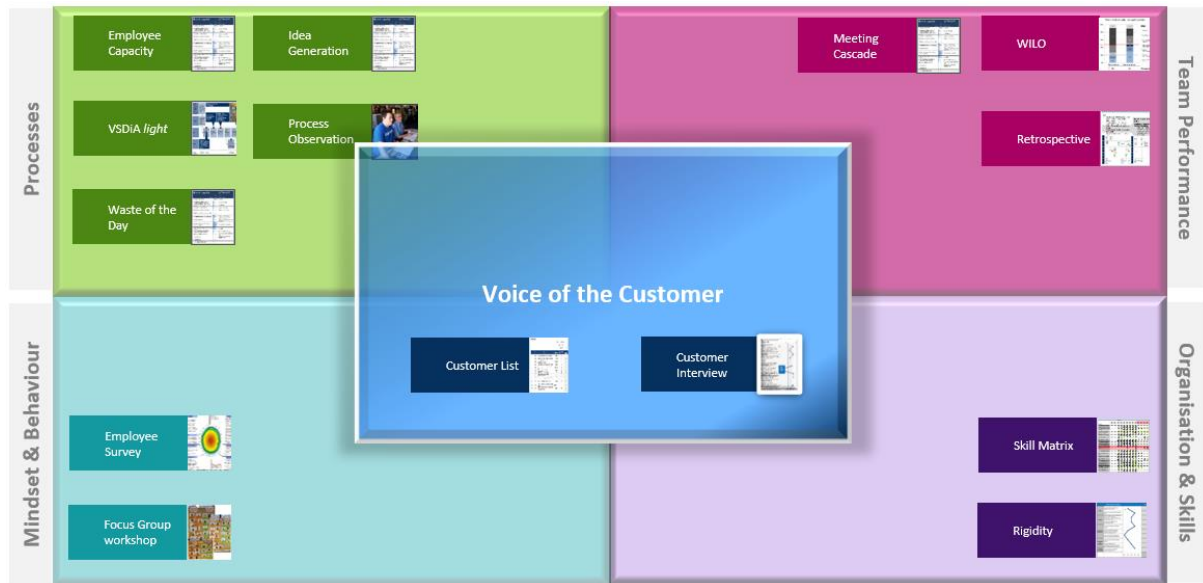 Processes
Employee
Capacity
Idea
Generation
VSDiA light
Process
Observation
Waste of the
Day
Team Performance
Meeting
Cascade
WILO
Retrospective
Voice of the Customer
Customer List
Customer
Interview
Mindset & Behaviour
Employee
Survey
Focus Group
workshop
Organisation & Skills
Skill Matrix
Rigidity